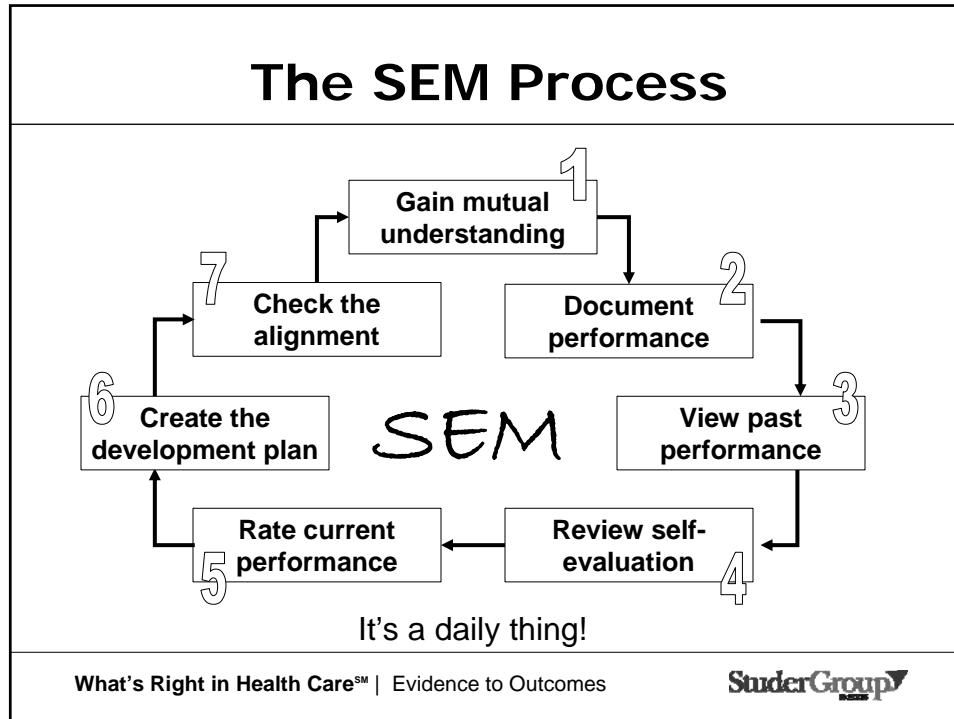 The SEM Process
1
Gain mutual
understanding
2
Document
performance
3
View past
performance
4
Review self-
evaluation
5
Rate current
performance
6
Create the
development plan
7
Check the
alignment
SEM
It's a daily thing!
What's Right in Health Care℠ | Evidence to Outcomes
StuderGroup